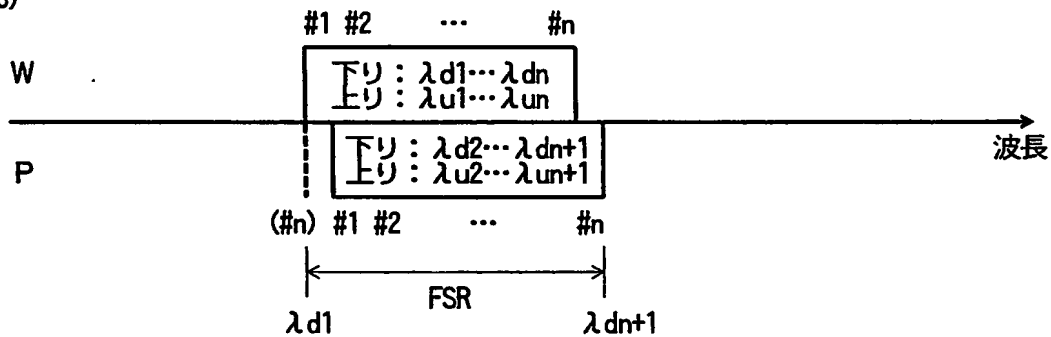 3)
#1 #2 … #n
W
下り：λd1…λdn
上り：λu1…λun
波長
P
下り：λd2…λdn+1
上り：λu2…λun+1
(#n) #1 #2 … #n
FSR
λd1 λdn+1